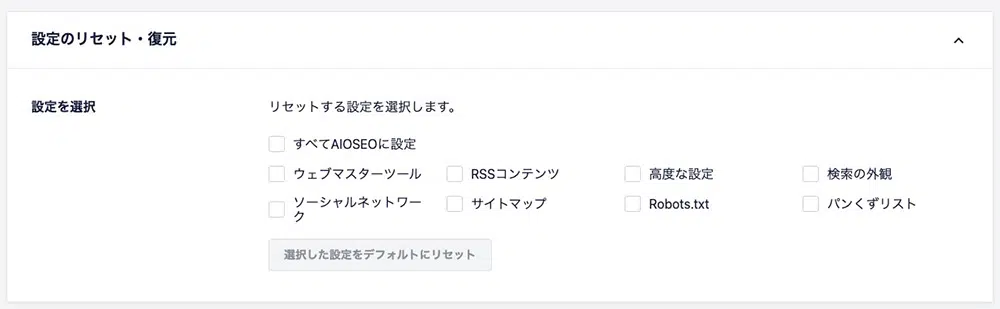 設定のリセット・復元
設定を選択
リセットする設定を選択します。
すべてAIOSEOに設定
ウェブマスターツール
RSSコンテンツ
高度な設定
検索の外観
ソーシャルネットワー
ク
サイトマップ
Robots.txt
パンくずリスト
選択した設定をデフォルトにリセット